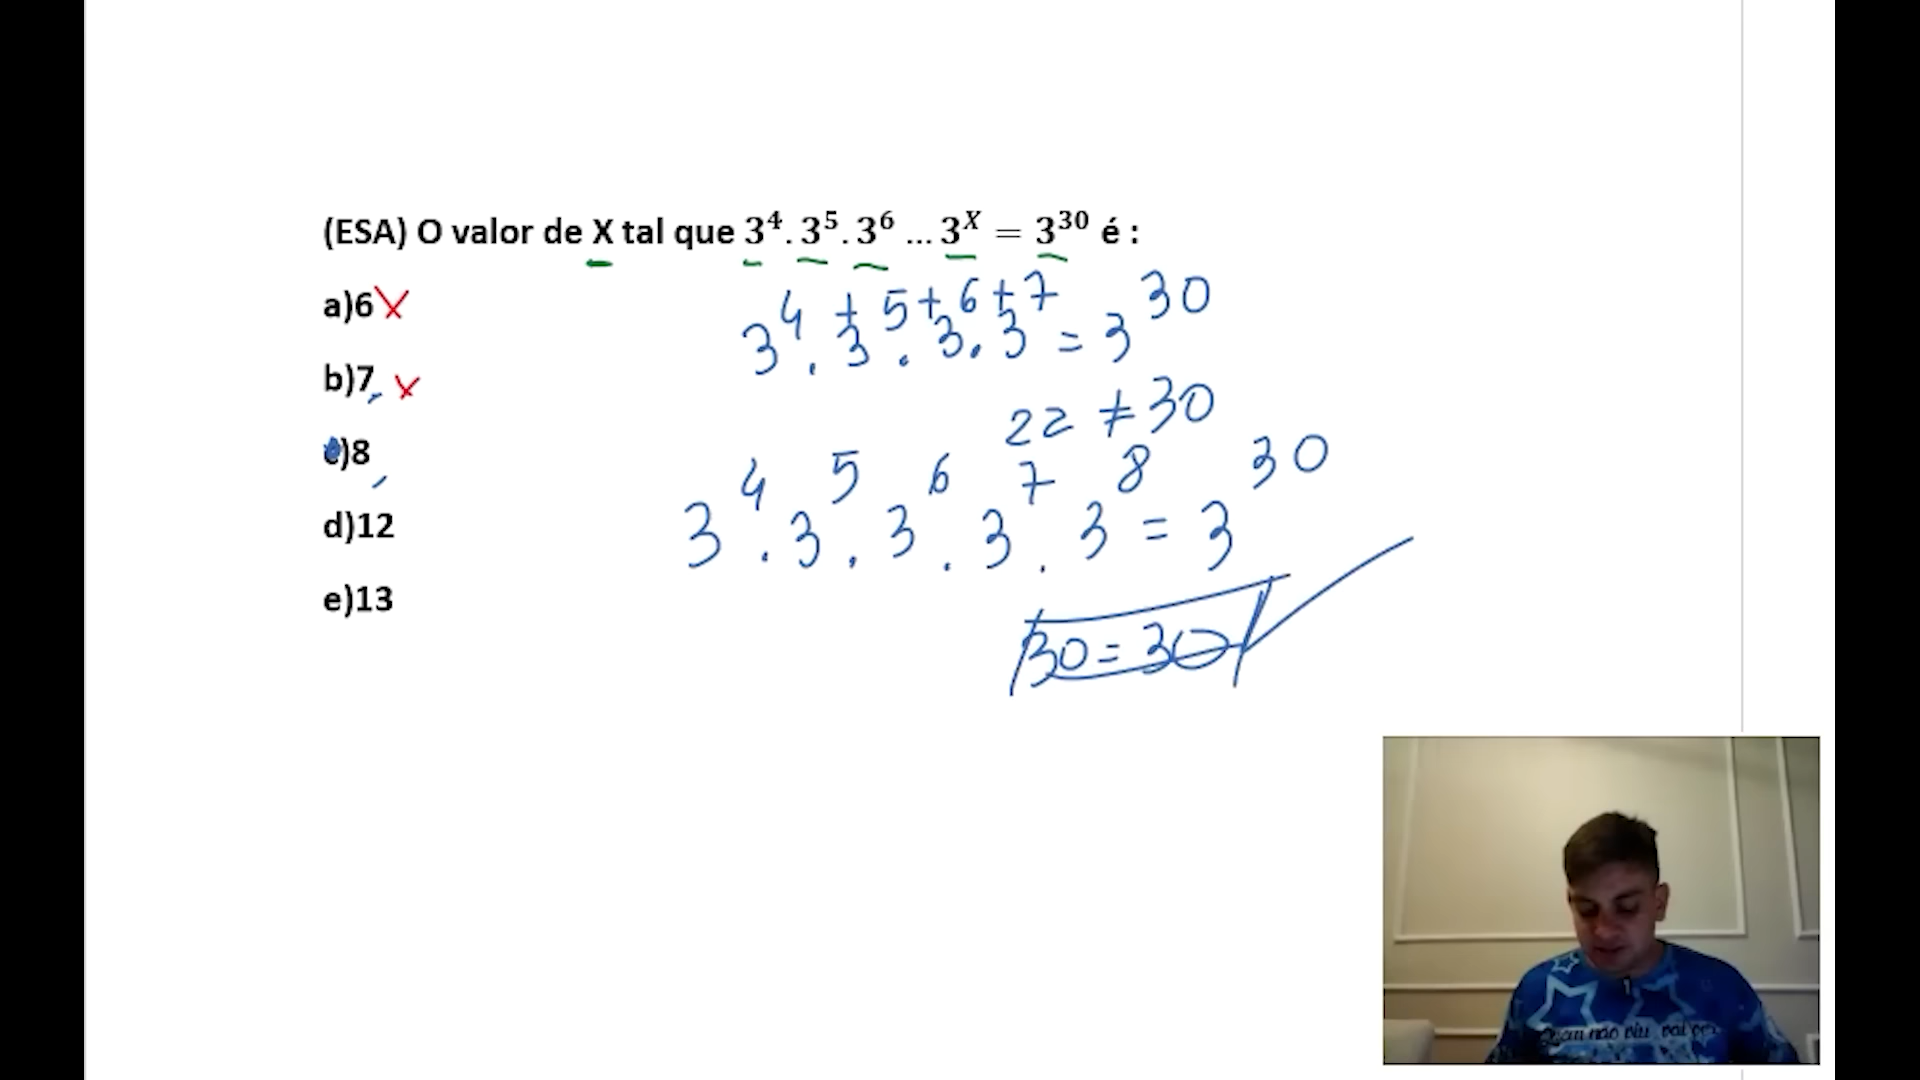 (ESA) O valor de X tal que 3⁴. 3⁵. 3⁶ ... 3ˣ = 3³⁰ é :
a)6 X
3⁴ . 3⁺⁵ . 3⁺⁶ . 3⁺⁷ = 3³⁰
b)7 X
22 ≠ 30
c)8
3⁴ . 3⁵ . 3⁶ . 3⁷ . 3⁸ = 3³⁰
d)12
e)13
30 = 30